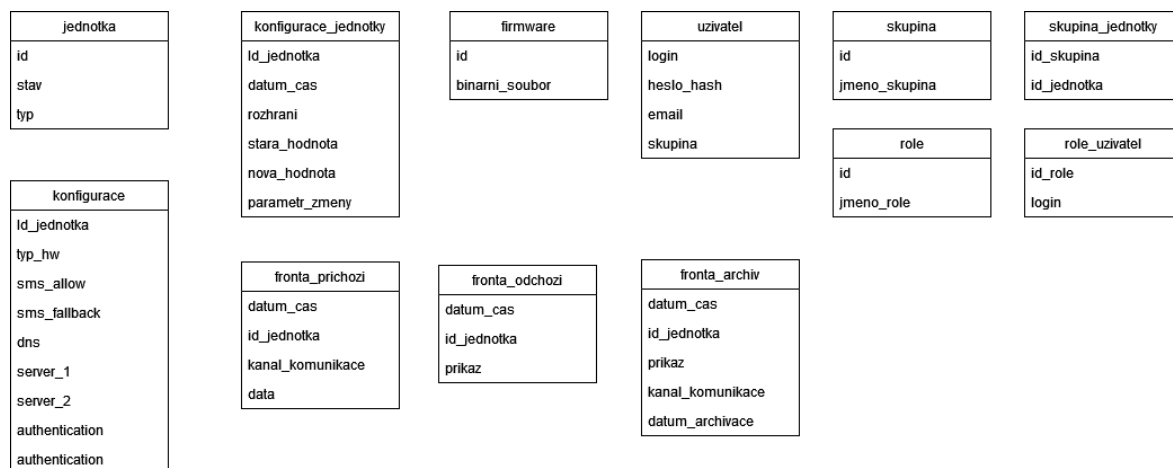 jednotka
id
stav
typ
konfigurace_jednotky
Id_jednotka
datum_cas
rozhrani
stara_hodnota
nova_hodnota
parametr_zmeny
firmware
id
binarni_soubor
uzivatel
login
heslo_hash
email
skupina
skupina
id
jmeno_skupina
skupina_jednotky
id_skupina
id_jednotka
role
id
jmeno_role
role_uzivatel
id_role
login
konfigurace
Id_jednotka
typ_hw
sms_allow
sms_fallback
dns
server_1
server_2
authentication
authentication
fronta_prichozi
datum_cas
id_jednotka
kanal_komunikace
data
fronta_odchozi
datum_cas
id_jednotka
prikaz
fronta_archiv
datum_cas
id_jednotka
prikaz
kanal_komunikace
datum_archivace